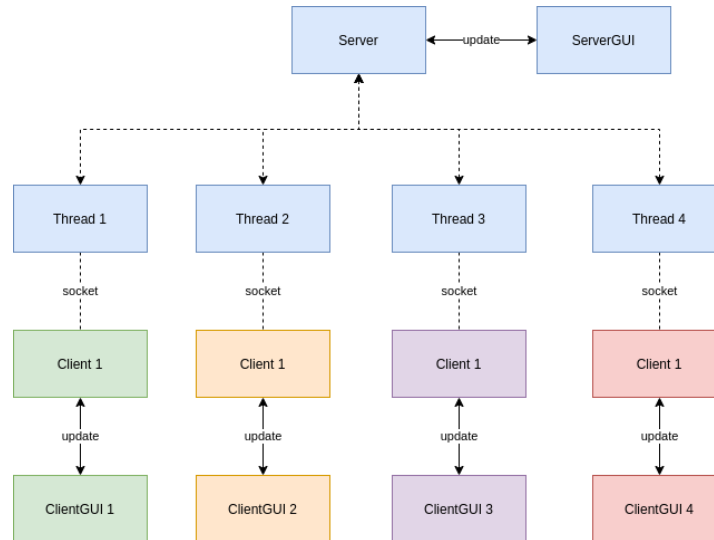 Server
update
ServerGUI
Thread 1
Thread 2
Thread 3
Thread 4
socket
socket
socket
socket
Client 1
Client 1
Client 1
Client 1
update
update
update
update
ClientGUI 1
ClientGUI 2
ClientGUI 3
ClientGUI 4